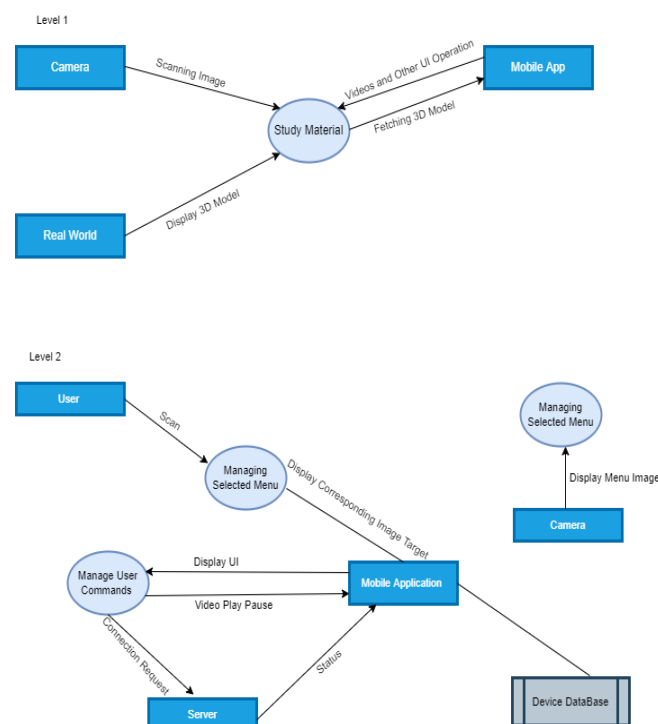 Level 1
Camera
Scanning Image
Videos and Other UI Operation
Mobile App
Study Material
Fetching 3D Model
Real World
Display 3D Model
Level 2
User
Scan
Managing
Selected Menu
Managing
Selected Menu
Display Corresponding Image Target
Display Menu Image
Camera
Display UI
Manage User
Commands
Mobile Application
Video Play Pause
Connection Request
Status
Server
Device DataBase